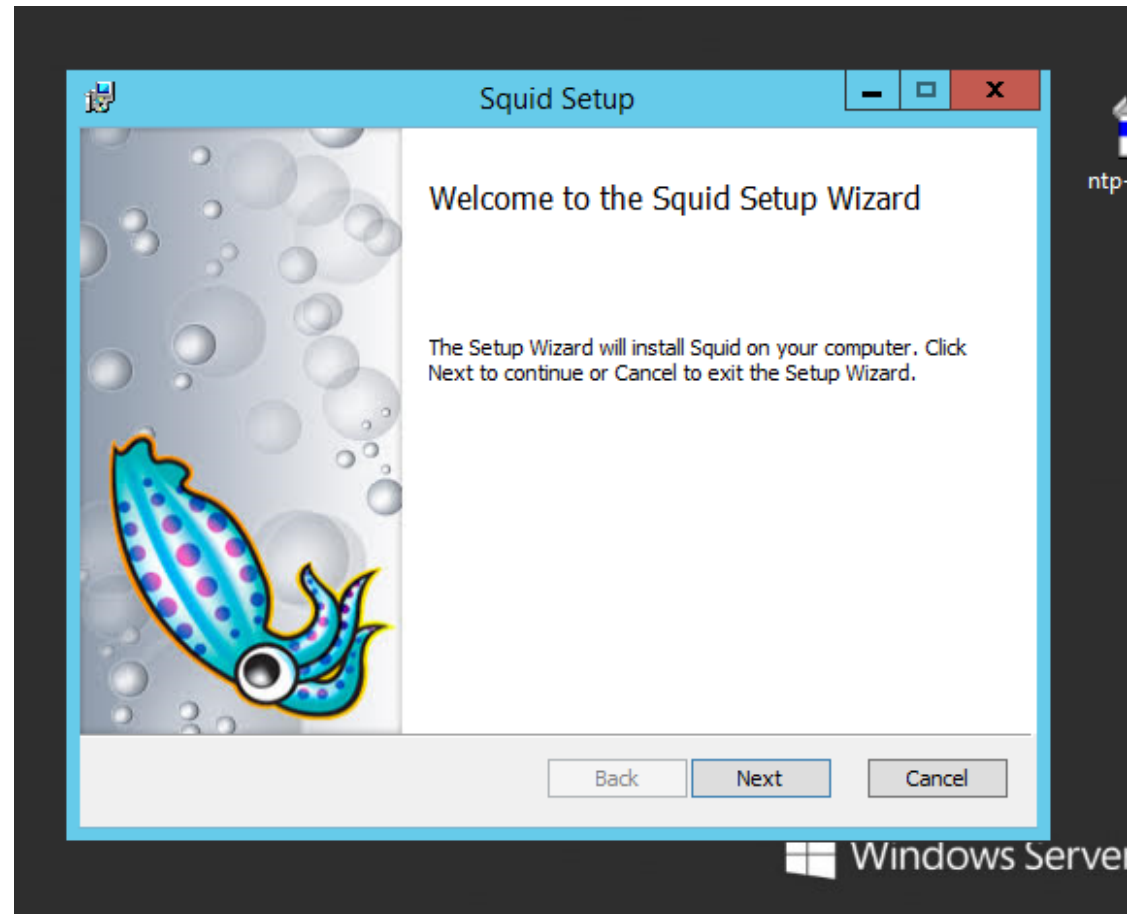 Squid Setup
x
ntp-
Welcome to the Squid Setup Wizard
The Setup Wizard will install Squid on your computer. Click
Next to continue or Cancel to exit the Setup Wizard.
Back
Next
Cancel
Windows Server